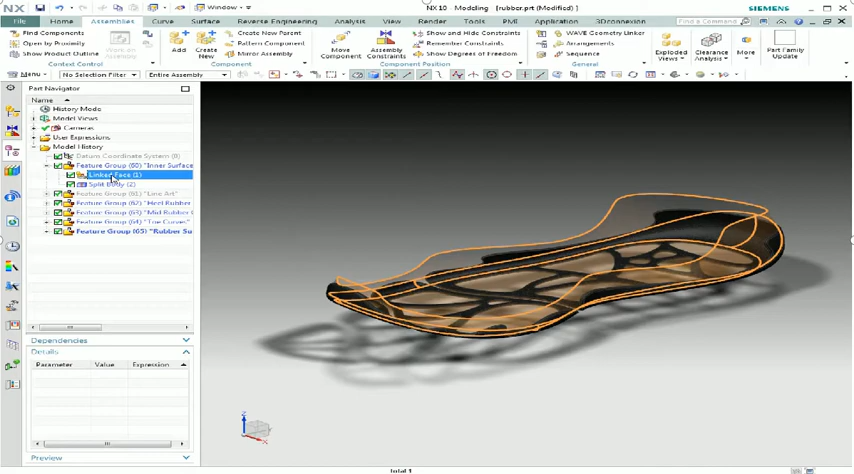 NX
Window
NX 10 - Modeling - [rubber.prt (Modified) ]
SIEMENS
File
Home
Assemblies
Curve
Surface
Reverse Engineering
Analysis
View
Render
Tools
PMI
Application
3Dconnexion
Find a Command
Find Components
Open by Proximity
Show Product Outline
Work on Assembly
Context Control
Add
Create New
Create New Parent
Pattern Component
Mirror Assembly
Component
Move Component
Assembly Constraints
Show and Hide Constraints
Remember Constraints
Show Degrees of Freedom
Component Position
WAVE Geometry Linker
Arrangements
Sequence
General
Exploded Views
Clearance Analysis
More
Part Family Update
Menu
No Selection Filter
Entire Assembly
Part Navigator
Name
History Mode
Model Views
Cameras
User Expressions
Model History
Datum Coordinate System (0)
Feature Group (60) "Inner Surface
Linked Face (1)
Split Body (2)
Feature Group (61) "Line Art"
Feature Group (62) "Heel Rubber
Feature Group (63) "Mid Rubber
Feature Group (64) "Toe Curves"
Feature Group (65) "Rubber Su
Dependencies
Details
Parameter
Value
Expression
Preview
Total 1